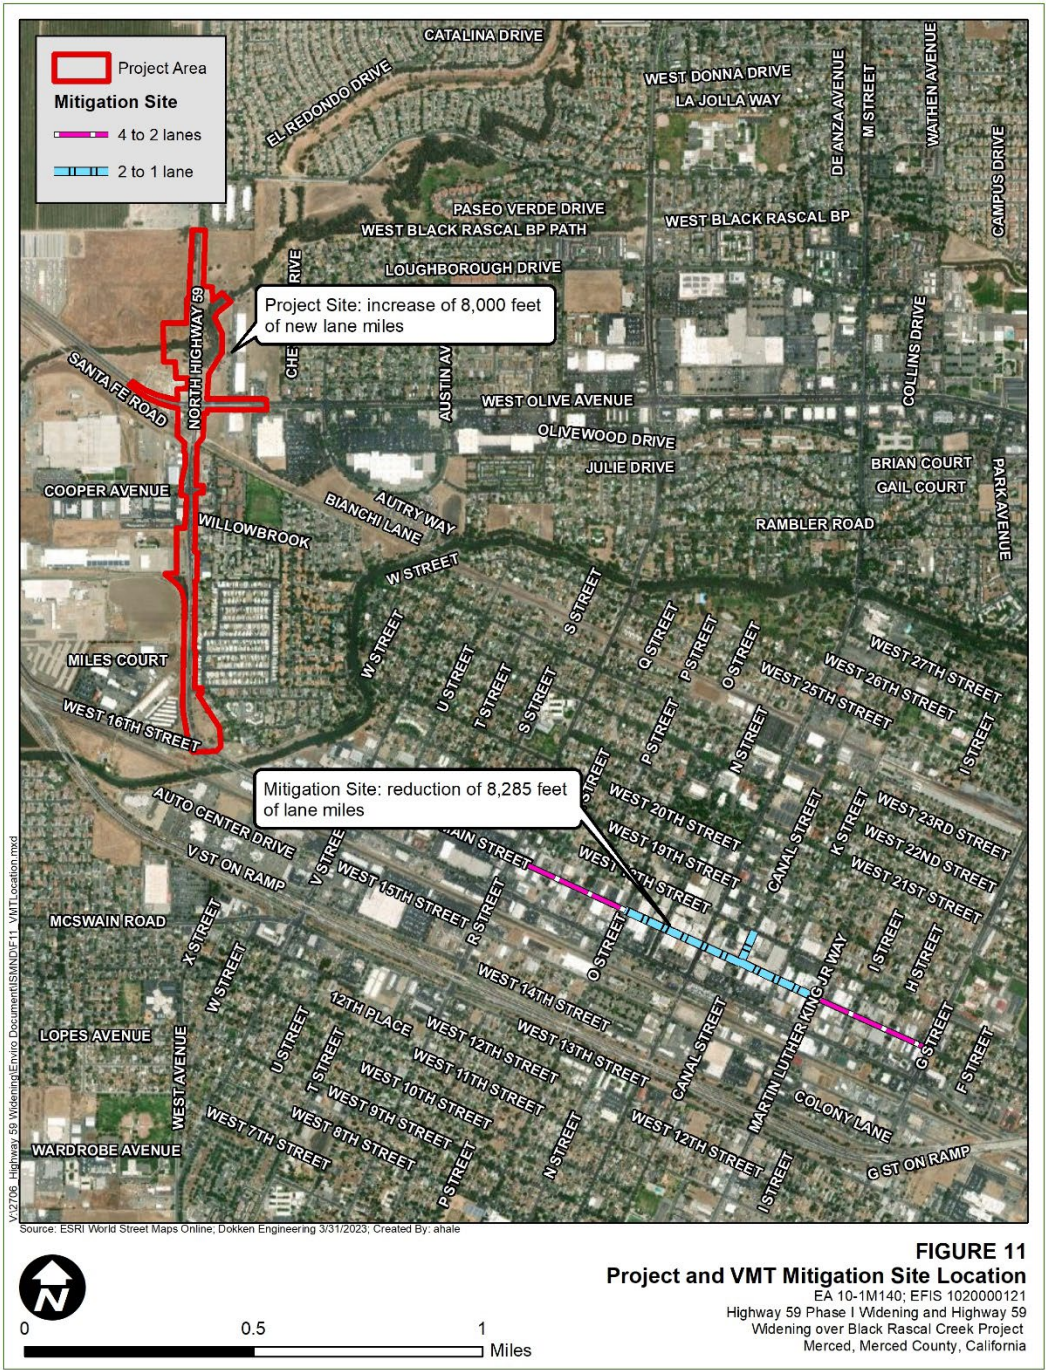 Project Area
Mitigation Site
4 to 2 lanes
2 to 1 lane
CATALINA DRIVE
EL REDONDO DRIVE
WEST DONNA DRIVE
LA JOLLA WAY
DE ANZA AVENUE
M STREET
WATHEN AVENUE
CAMPUS DRIVE
PASEO VERDE DRIVE
WEST BLACK RASCAL BP PATH
WEST BLACK RASCAL BP
LOUGHBOROUGH DRIVE
Project Site: increase of 8,000 feet
of new lane miles
NORTH HIGHWAY 59
SANTA FE ROAD
AUSTIN AV
COLLINS DRIVE
WEST OLIVE AVENUE
OLIVEWOOD DRIVE
JULIE DRIVE
BRIAN COURT
GAIL COURT
PARK AVENUE
COOPER AVENUE
AUTRY WAY
BIANCHI LANE
WILLOWBROOK
RAMBLER ROAD
W STREET
S STREET
W STREET
U STREET
T STREET
S STREET
Q STREET
P STREET
O STREET
P STREET
N STREET
WEST 27TH STREET
WEST 26TH STREET
WEST 25TH STREET
I STREET
MILES COURT
WEST 16TH STREET
Mitigation Site: reduction of 8,285 feet
of lane miles
STREET
WEST 20TH STREET
WEST 19TH STREET
CANAL STREET
K STREET
WEST 23RD STREET
WEST 22ND STREET
WEST 21ST STREET
AUTO CENTER DRIVE
V ST ON RAMP
V STREE
MAIN STREET
WEST 15TH STREET
R STREET
O STREET
MCSWAIN ROAD
X STREET
W STREET
I STREET
H STREET
WEST 14TH STREET
12TH PLACE
WEST 13TH STREET
WEST 12TH STREET
WEST 11TH STREET
WEST 10TH STREET
WEST 9TH STREET
WEST 8TH STREET
WEST 7TH STREET
LOPES AVENUE
WEST AVENUE
U STREET
T STREET
P STREET
N STREET
CANAL STREET
MARTIN LUTHER KING JR WAY
G STREET
F STREET
COLONY LANE
WEST 12TH STREET
I STREET
G ST ON RAMP
WARDROBE AVENUE
Source: ESRI World Street Maps Online; Dokken Engineering 3/31/2023; Created By: ahale
N
0 0.5 1
Miles
FIGURE 11
Project and VMT Mitigation Site Location
EA 10-1M140; EFIS 1020000121
Highway 59 Phase I Widening and Highway 59
Widening over Black Rascal Creek Project
Merced, Merced County, California